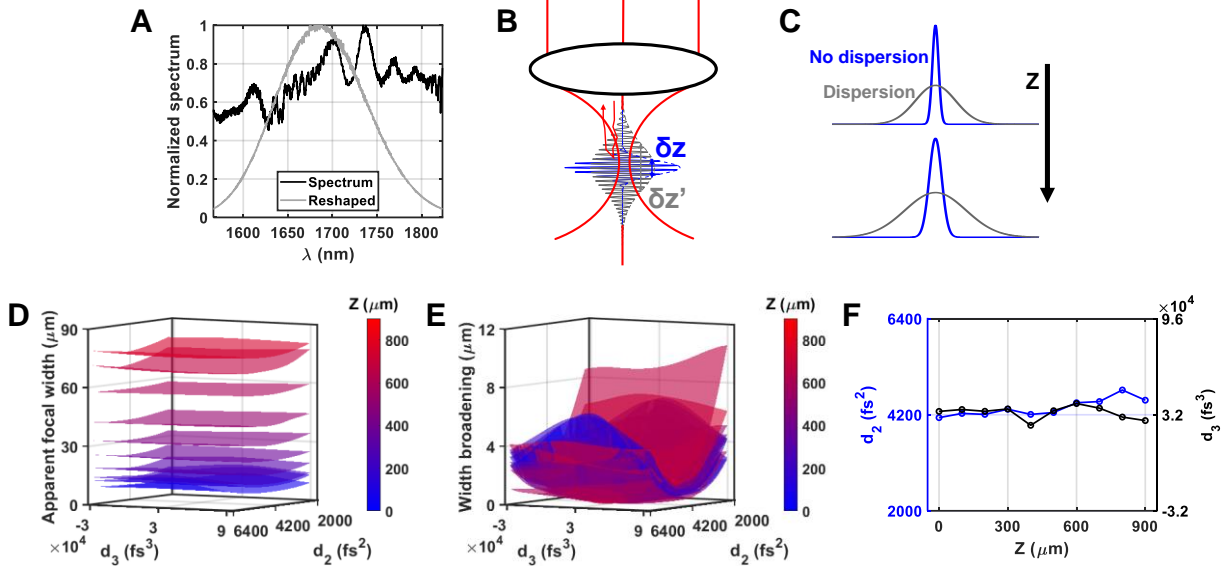 A
Normalized spectrum
1
0.8
0.6
0.4
0.2
0
Spectrum
Reshaped
1600
1650
1700
1750
1800
λ (nm)
B
δz
δz'
C
No dispersion
Dispersion
Z
D
Apparent focal width (μm)
90
60
30
0
-3
3
9
×10⁴
d₃ (fs³)
6400
4200
2000
d₂ (fs²)
Z (μm)
800
600
400
200
0
E
Width broadening (μm)
12
8
4
0
-3
3
9
×10⁴
d₃ (fs³)
6400
4200
2000
d₂ (fs²)
Z (μm)
800
600
400
200
0
F
d₂ (fs²)
6400
4200
2000
×10⁴
9.6
3.2
-3.2
d₃ (fs³)
0
300
600
900
Z (μm)